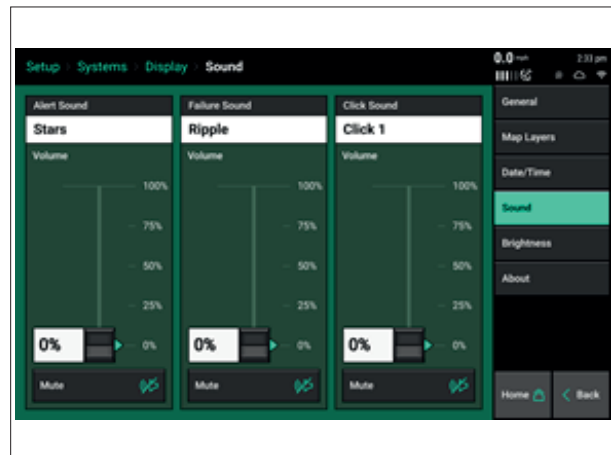 Setup > Systems > Display > Sound
0.0 mph
2:33 pm
Alert Sound
Stars
Volume
100%
75%
50%
25%
0%
0%
Mute
Failure Sound
Ripple
Volume
100%
75%
50%
25%
0%
0%
Mute
Click Sound
Click 1
Volume
100%
75%
50%
25%
0%
0%
Mute
General
Map Layers
Date/Time
Sound
Brightness
About
Home
< Back